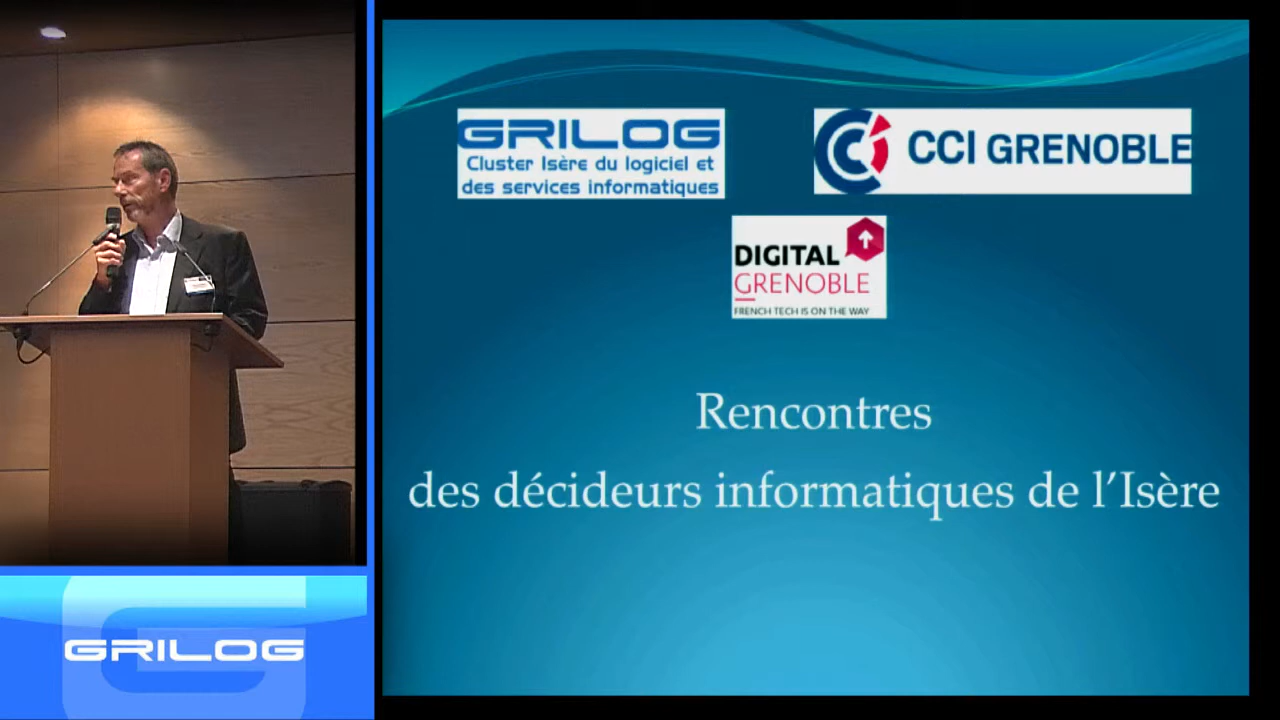 GRILOG
Cluster Isère du logiciel et
des services informatiques
CCI GRENOBLE
DIGITAL
GRENOBLE
FRENCH TECH IS ON THE WAY
Rencontres
des décideurs informatiques de l'Isère
GRILOG